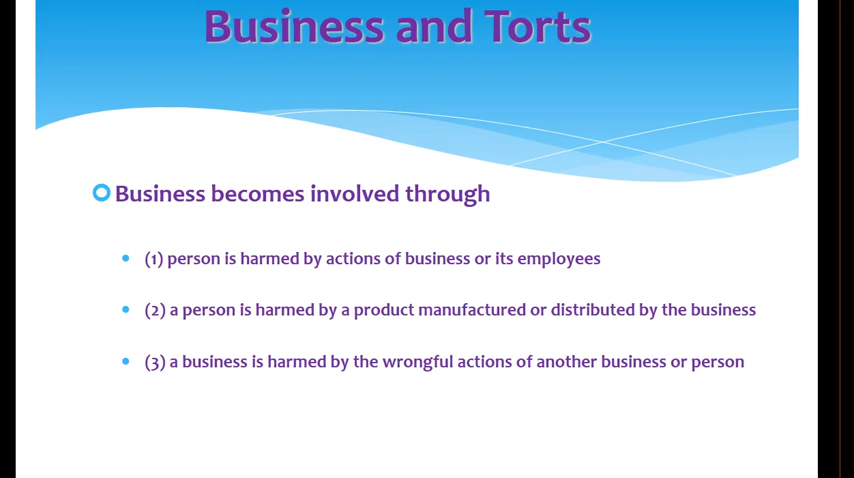 Business and Torts
Business becomes involved through
(1) person is harmed by actions of business or its employees
(2) a person is harmed by a product manufactured or distributed by the business
(3) a business is harmed by the wrongful actions of another business or person